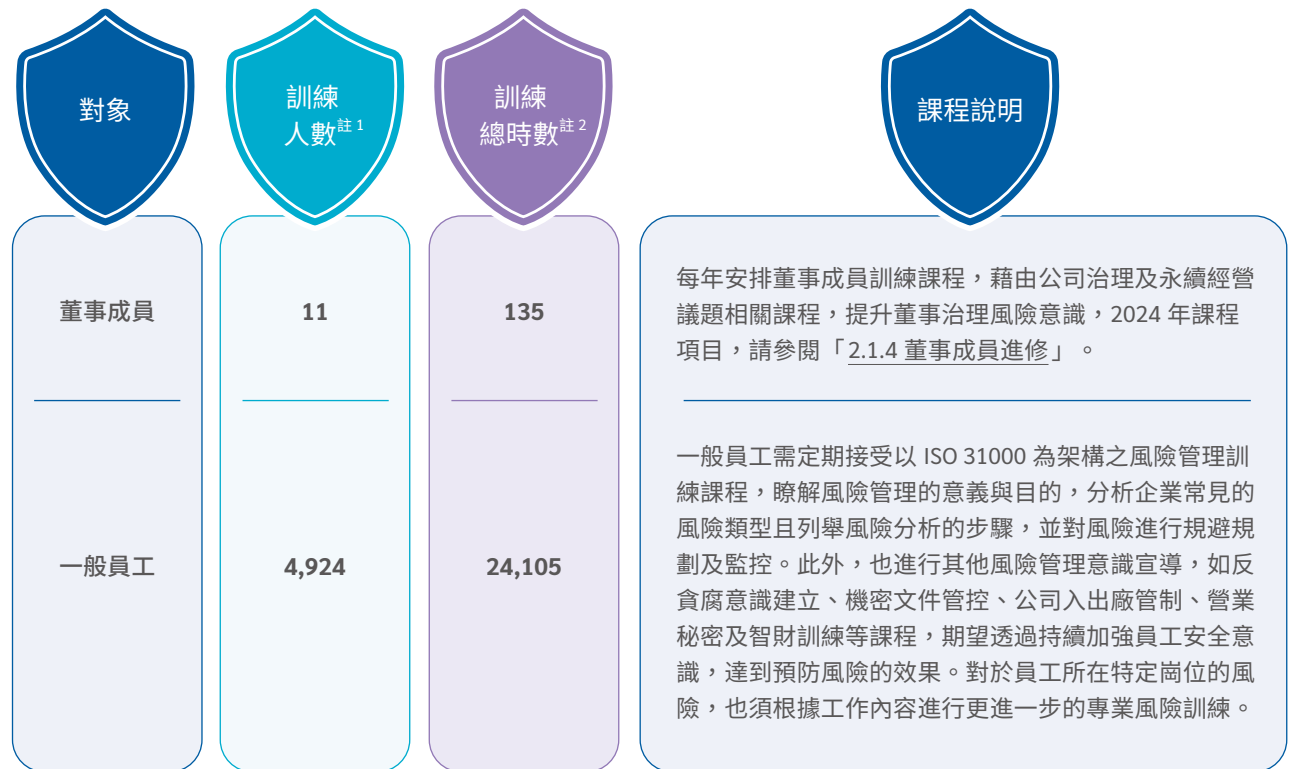 對象
訓練
人數註 1
訓練
總時數註 2
課程說明
董事成員
11
135
每年安排董事成員訓練課程，藉由公司治理及永續經營
議題相關課程，提升董事治理風險意識，2024 年課程
項目，請參閱「2.1.4 董事成員進修」。
一般員工
4,924
24,105
一般員工需定期接受以 ISO 31000 為架構之風險管理訓
練課程，瞭解風險管理的意義與目的，分析企業常見的
風險類型且列舉風險分析的步驟，並對風險進行規避規
劃及監控。此外，也進行其他風險管理意識宣導，如反
貪腐意識建立、機密文件管控、公司入出廠管制、營業
秘密及智財訓練等課程，期望透過持續加強員工安全意
識，達到預防風險的效果。對於員工所在特定崗位的風
險，也須根據工作內容進行更進一步的專業風險訓練。